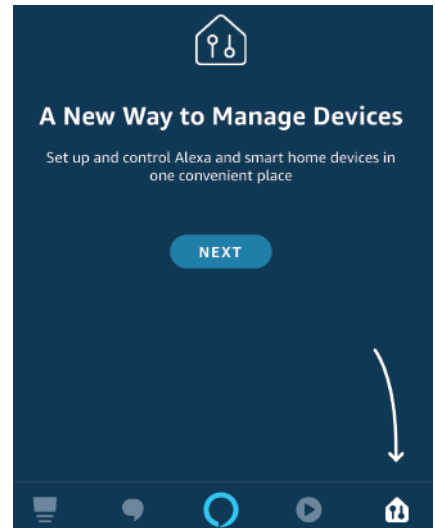 A New Way to Manage Devices
Set up and control Alexa and smart home devices in
one convenient place
NEXT